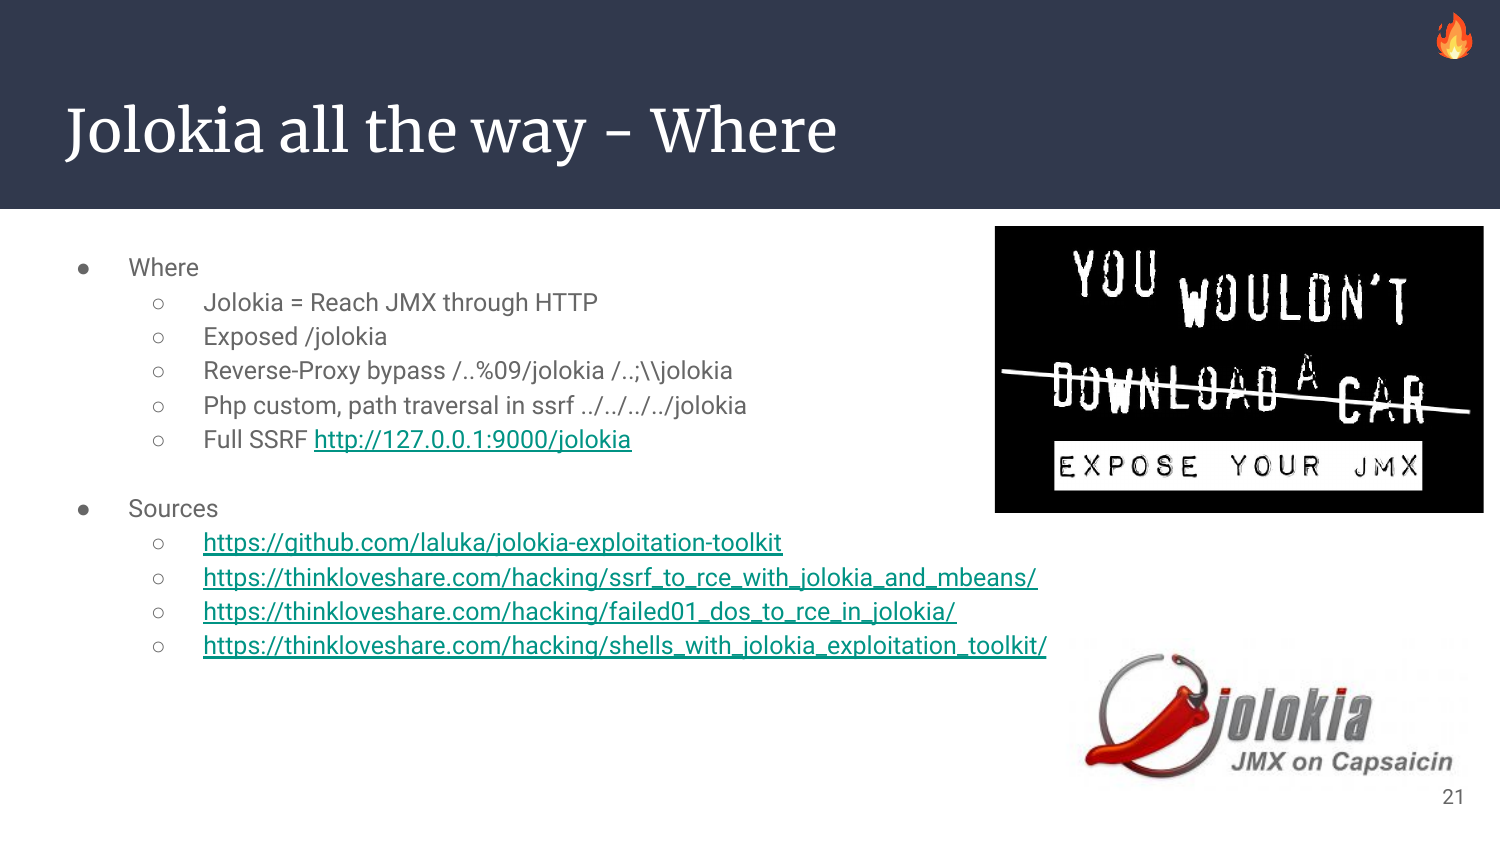 Jolokia all the way - Where
● Where
○ Jolokia = Reach JMX through HTTP
○ Exposed /jolokia
○ Reverse-Proxy bypass /..%09/jolokia /..;\\jolokia
○ Php custom, path traversal in ssrf ../../../../jolokia
○ Full SSRF http://127.0.0.1:9000/jolokia
● Sources
○ https://github.com/laluka/jolokia-exploitation-toolkit
○ https://thinkloveshare.com/hacking/ssrf_to_rce_with_jolokia_and_mbeans/
○ https://thinkloveshare.com/hacking/failed01_dos_to_rce_in_jolokia/
○ https://thinkloveshare.com/hacking/shells_with_jolokia_exploitation_toolkit/
YOU WOULDN'T
DOWNLOAD A CAR
EXPOSE YOUR JMX
jolokia
JMX on Capsaicin
21